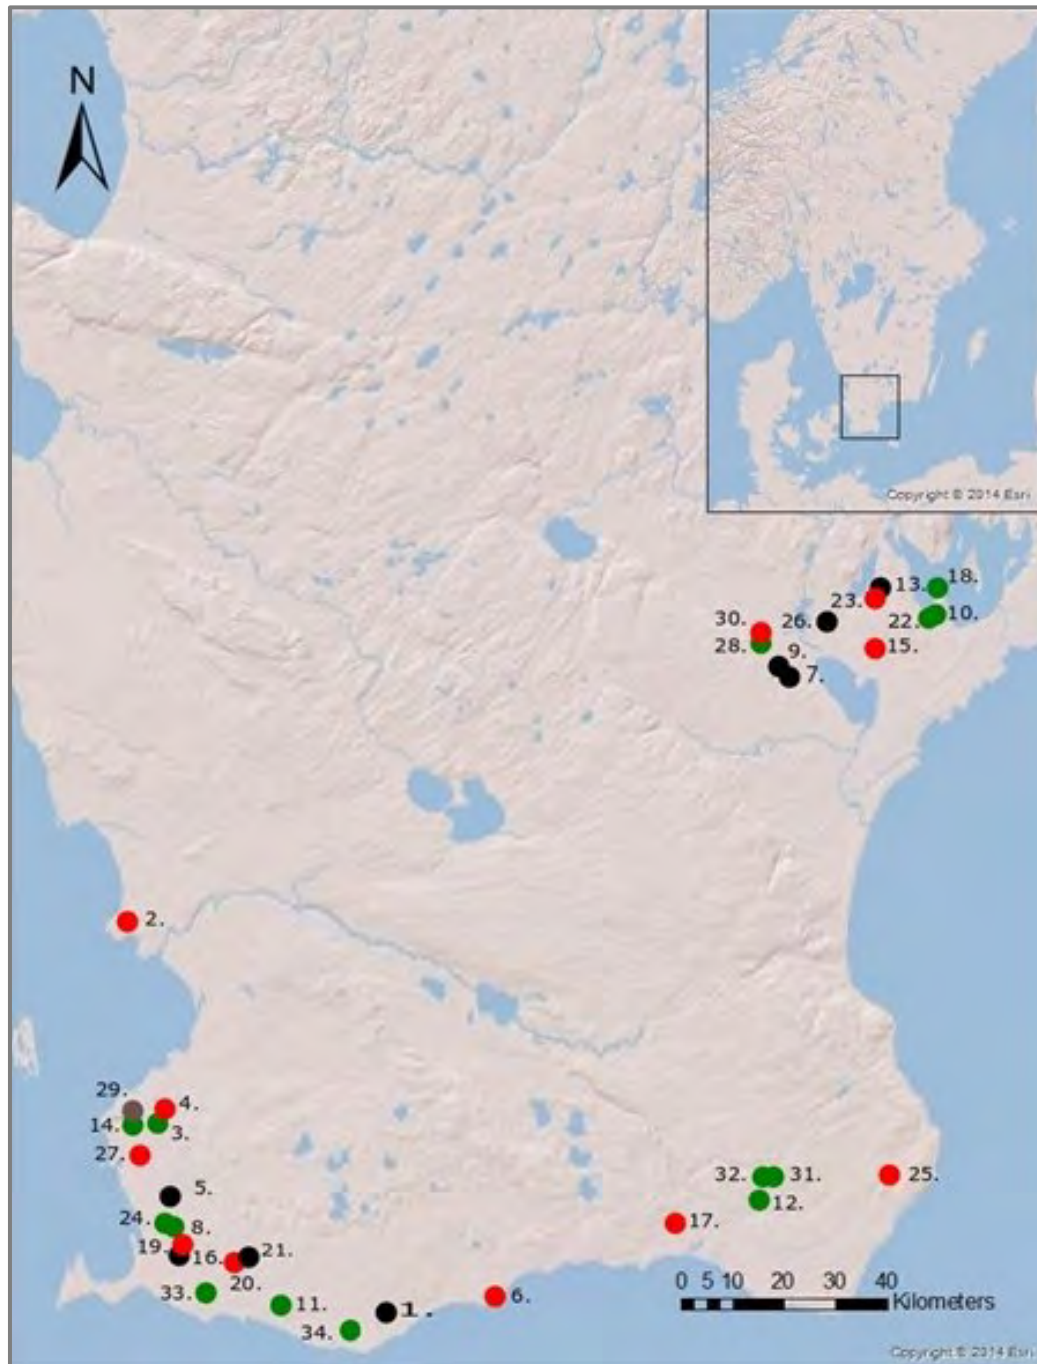 N
Copyright © 2014 Esri
13. 18.
23.
30. 26. 22. 10.
28. 9. 15.
7.
2.
29. 4.
14. 3.
27.
5. 32. 31. 25.
12.
24. 8. 17.
19. 16. 21.
20.
33. 11. 6.
1.
34.
0 5 10 20 30 40
Kilometers
Copyright © 2014 Esri